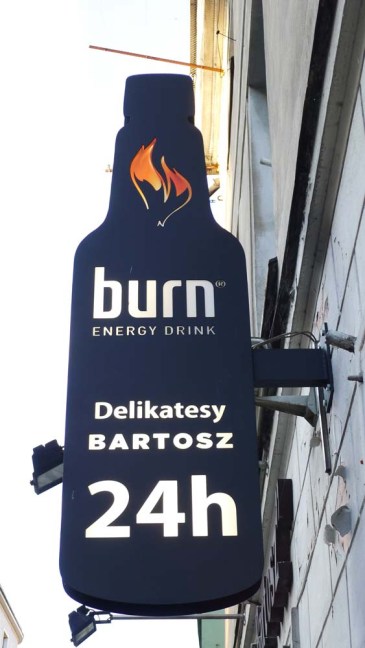 burn®
ENERGY DRINK
Delikatesy
BARTOSZ
24h